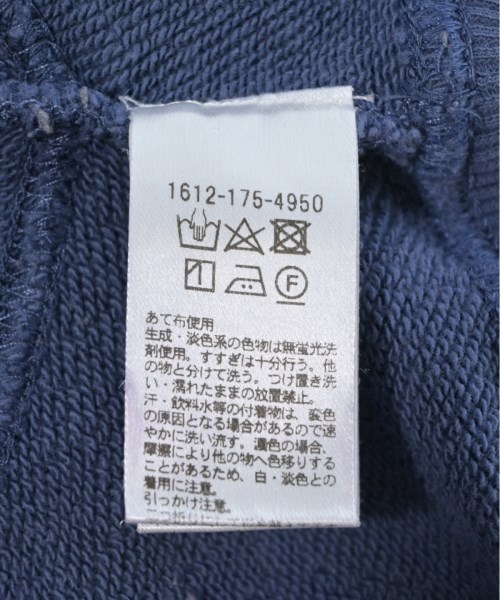 1612-175-4950
F
あて布使用
生成・淡色系の色物は無蛍光洗
剤使用。すすぎは十分行う。他
の物と分けて洗う。つけ置き洗
い・濡れたままの放置禁止。
汗・飲料水等の付着物は、変色
の原因となる場合があるので速
やかに洗い流す。濃色の場合、
摩擦により他の物へ色移りする
ことがあるため、白・淡色との
着用に注意。
引っかけ注意。